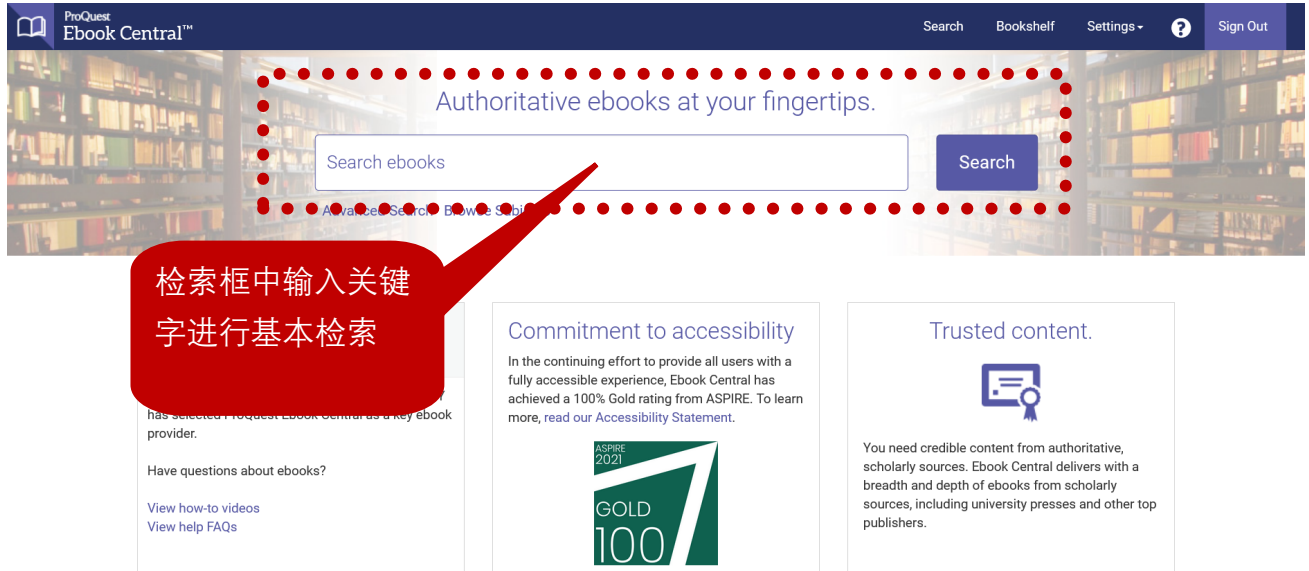 ProQuest
Ebook Central™
Search Bookshelf Settings ? Sign Out
Authoritative ebooks at your fingertips.
Search ebooks
Search
Advanced Search Browse
检索框中输入关键
字进行基本检索
has selected ProQuest Ebook Central as a key ebook
provider.
Have questions about ebooks?
View how-to videos
View help FAQs
Commitment to accessibility
In the continuing effort to provide all users with a
fully accessible experience, Ebook Central has
achieved a 100% Gold rating from ASPIRE. To learn
more, read our Accessibility Statement.
ASPIRE
2021
GOLD
100
Trusted content.
You need credible content from authoritative,
scholarly sources. Ebook Central delivers with a
breadth and depth of ebooks from scholarly
sources, including university presses and other top
publishers.